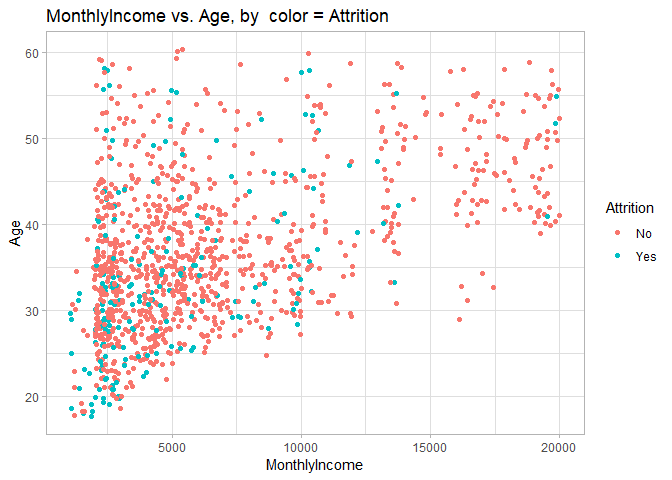 MonthlyIncome vs. Age, by  color = Attrition
60
50
40
30
20
Age
5000
10000
15000
20000
MonthlyIncome
Attrition
No
Yes